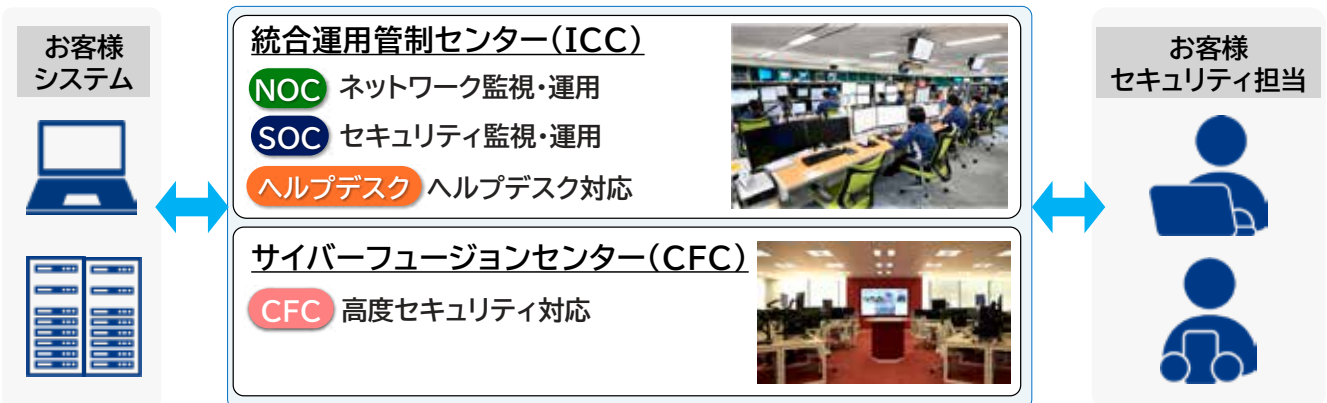 お客様
システム
統合運用管制センター(ICC)
NOC ネットワーク監視・運用
SOC セキュリティ監視・運用
ヘルプデスク ヘルプデスク対応
サイバーフュージョンセンター(CFC)
CFC 高度セキュリティ対応
お客様
セキュリティ担当